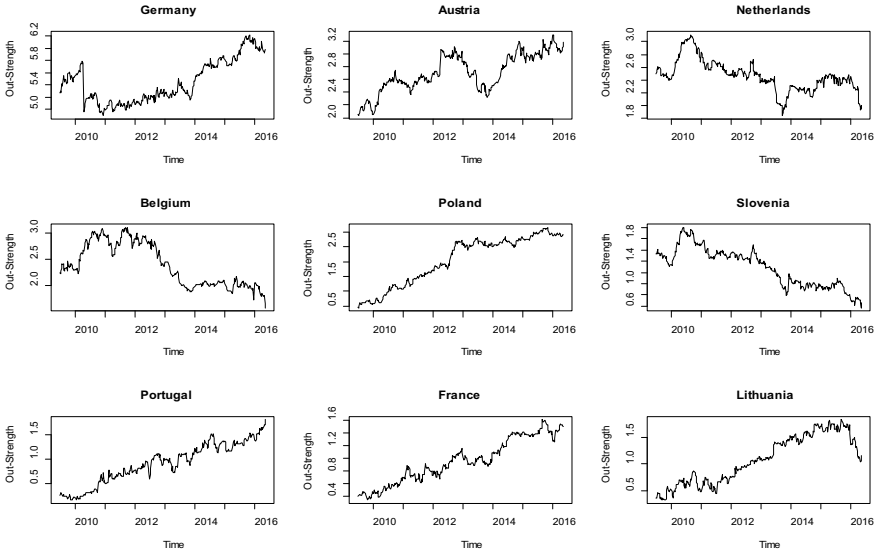 Germany
Out-Strength
5.0 5.4 5.8 6.2
2010 2012 2014 2016
Time
Austria
Out-Strength
2.0 2.4 2.8 3.2
2010 2012 2014 2016
Time
Netherlands
Out-Strength
1.8 2.2 2.6 3.0
2010 2012 2014 2016
Time
Belgium
Out-Strength
2.0 2.5 3.0
2010 2012 2014 2016
Time
Poland
Out-Strength
0.5 1.5 2.5
2010 2012 2014 2016
Time
Slovenia
Out-Strength
0.6 1.0 1.4 1.8
2010 2012 2014 2016
Time
Portugal
Out-Strength
0.5 1.0 1.5
2010 2012 2014 2016
Time
France
Out-Strength
0.4 0.8 1.2 1.6
2010 2012 2014 2016
Time
Lithuania
Out-Strength
0.5 1.0 1.5
2010 2012 2014 2016
Time